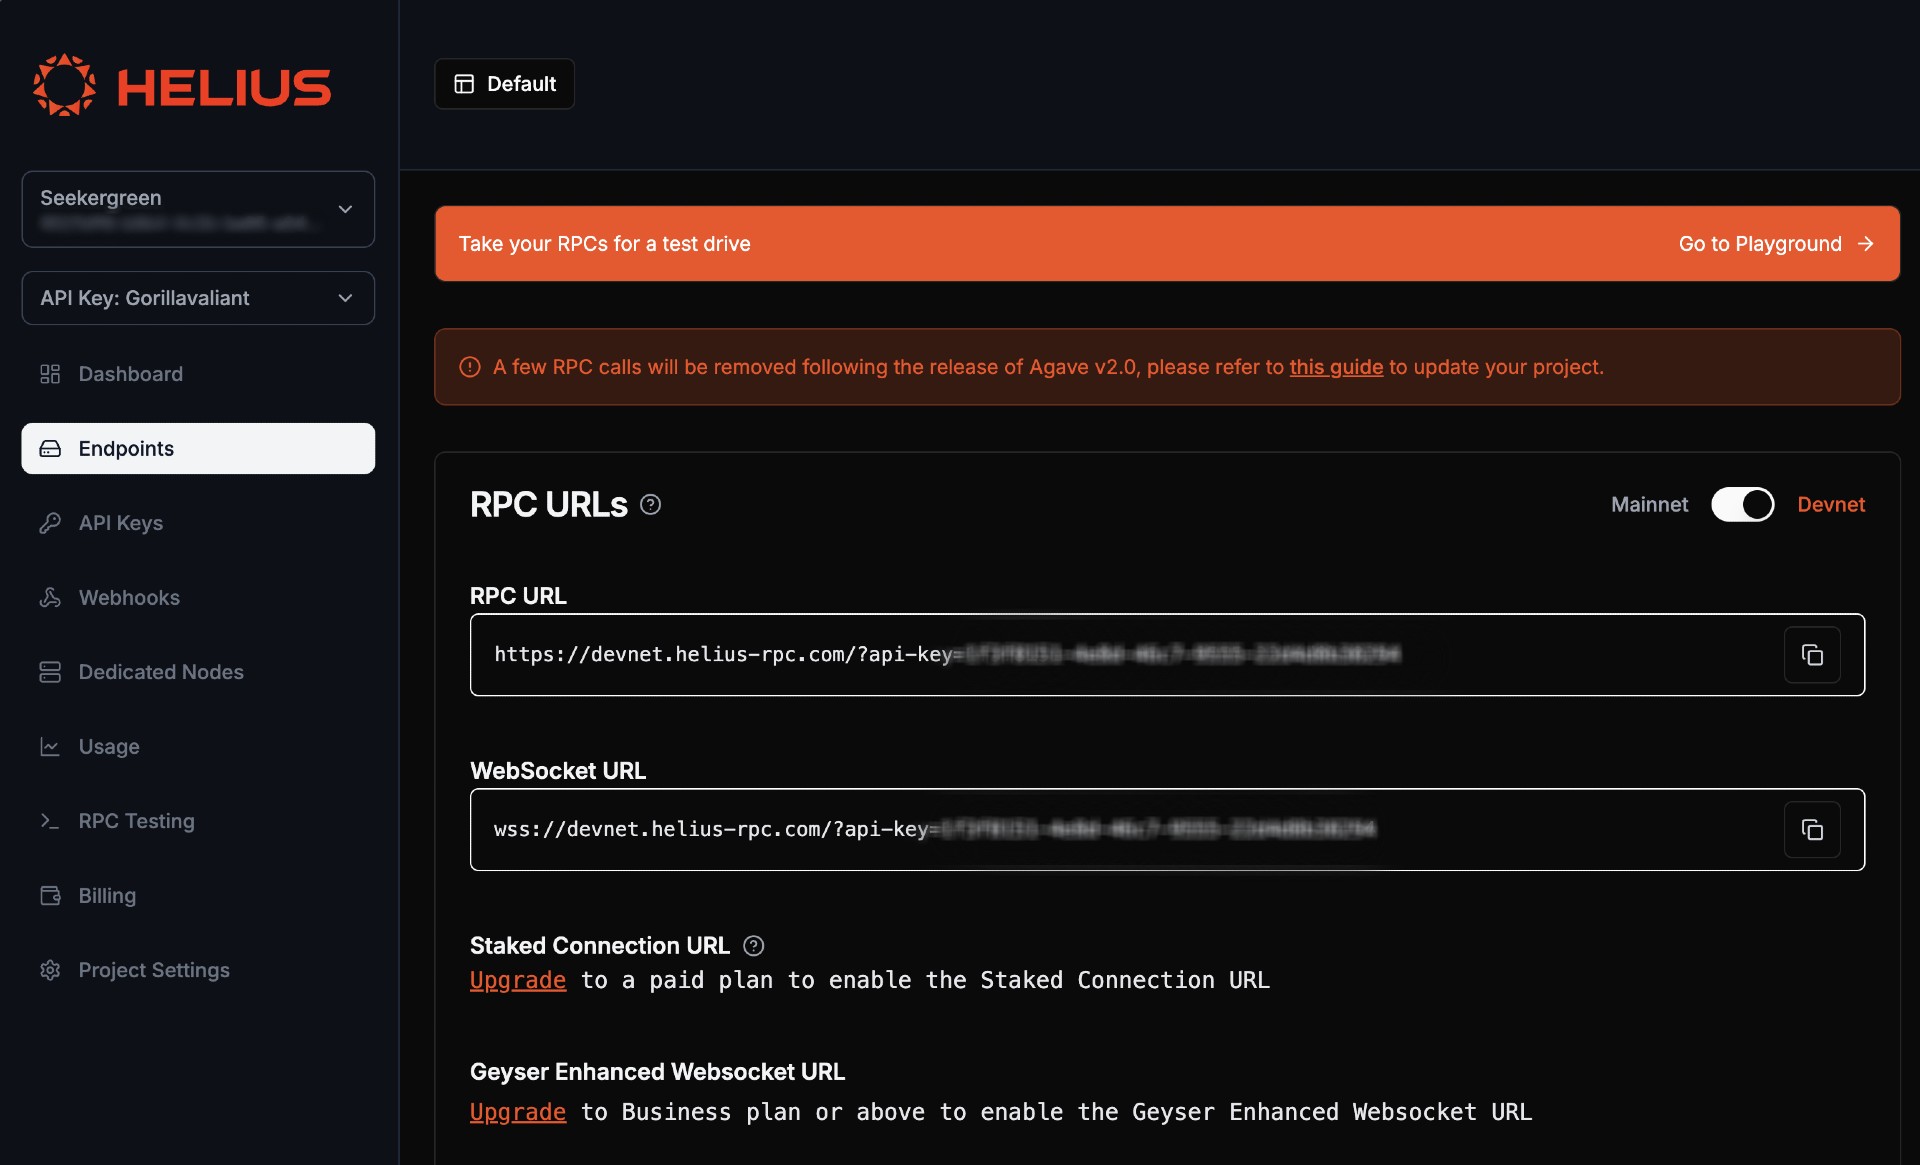 HELIUS
Default
Seekergreen
API Key: Gorillavaliant
Dashboard
Endpoints
API Keys
Webhooks
Dedicated Nodes
Usage
RPC Testing
Billing
Project Settings
Take your RPCs for a test drive
Go to Playground →
A few RPC calls will be removed following the release of Agave v2.0, please refer to this guide to update your project.
RPC URLs
Mainnet Devnet
RPC URL
https://devnet.helius-rpc.com/?api-key=
WebSocket URL
wss://devnet.helius-rpc.com/?api-key=
Staked Connection URL
Upgrade to a paid plan to enable the Staked Connection URL
Geyser Enhanced Websocket URL
Upgrade to Business plan or above to enable the Geyser Enhanced Websocket URL